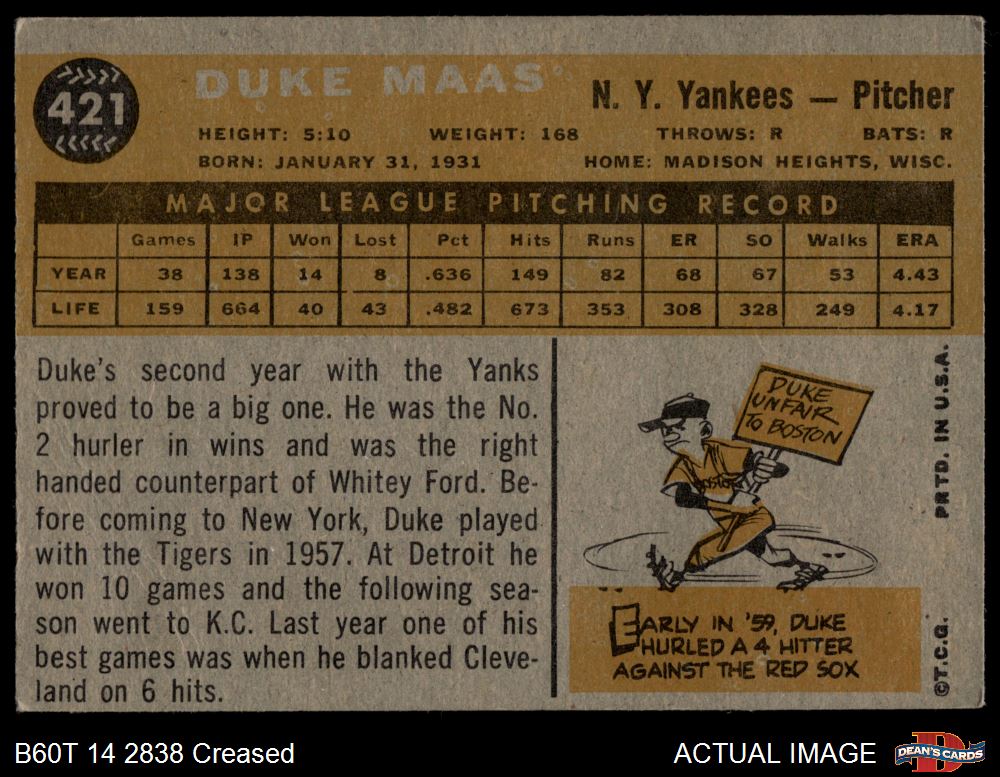 421
DUKE MAAS
N. Y. Yankees — Pitcher
HEIGHT: 5:10 WEIGHT: 168 THROWS: R BATS: R
BORN: JANUARY 31, 1931 HOME: MADISON HEIGHTS, WISC.
MAJOR LEAGUE PITCHING RECORD
Games IP Won Lost Pct Hits Runs ER SO Walks ERA
YEAR 38 138 14 8 .636 149 82 68 67 53 4.43
LIFE 159 664 40 43 .482 673 353 308 328 249 4.17
Duke's second year with the Yanks
proved to be a big one. He was the No.
2 hurler in wins and was the right
handed counterpart of Whitey Ford. Be-
fore coming to New York, Duke played
with the Tigers in 1957. At Detroit he
won 10 games and the following sea-
son went to K.C. Last year one of his
best games was when he blanked Cleve-
land on 6 hits.
DUKE
UNFAIR
TO BOSTON
BOSTON
EARLY IN '59, DUKE
HURLED A 4 HITTER
AGAINST THE RED SOX
©T.C.G. PRTD. IN U.S.A.
B60T 14 2838 Creased
ACTUAL IMAGE
DEAN'S CARDS